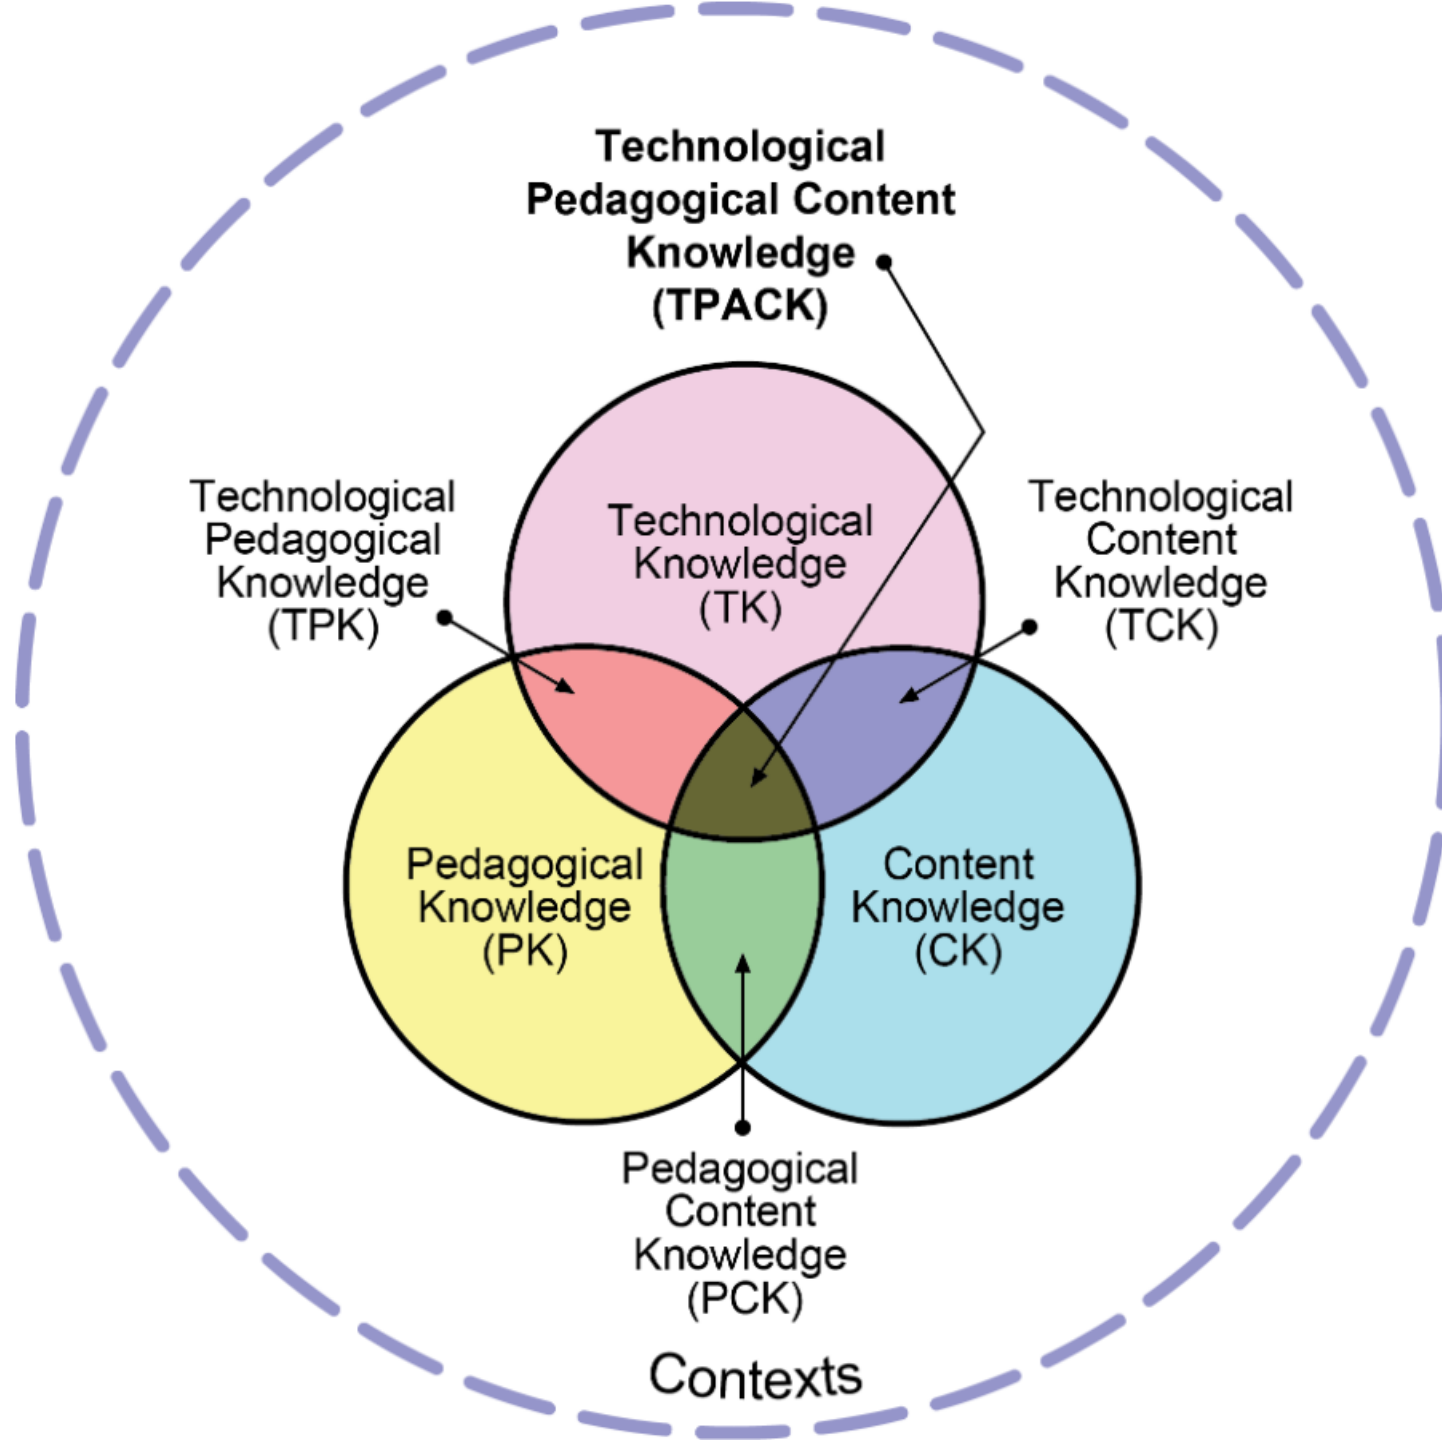 Technological
Pedagogical Content
Knowledge
(TPACK)
Technological
Pedagogical
Knowledge
(TPK)
Technological
Knowledge
(TK)
Technological
Content
Knowledge
(TCK)
Pedagogical
Knowledge
(PK)
Content
Knowledge
(CK)
Pedagogical
Content
Knowledge
(PCK)
Contexts